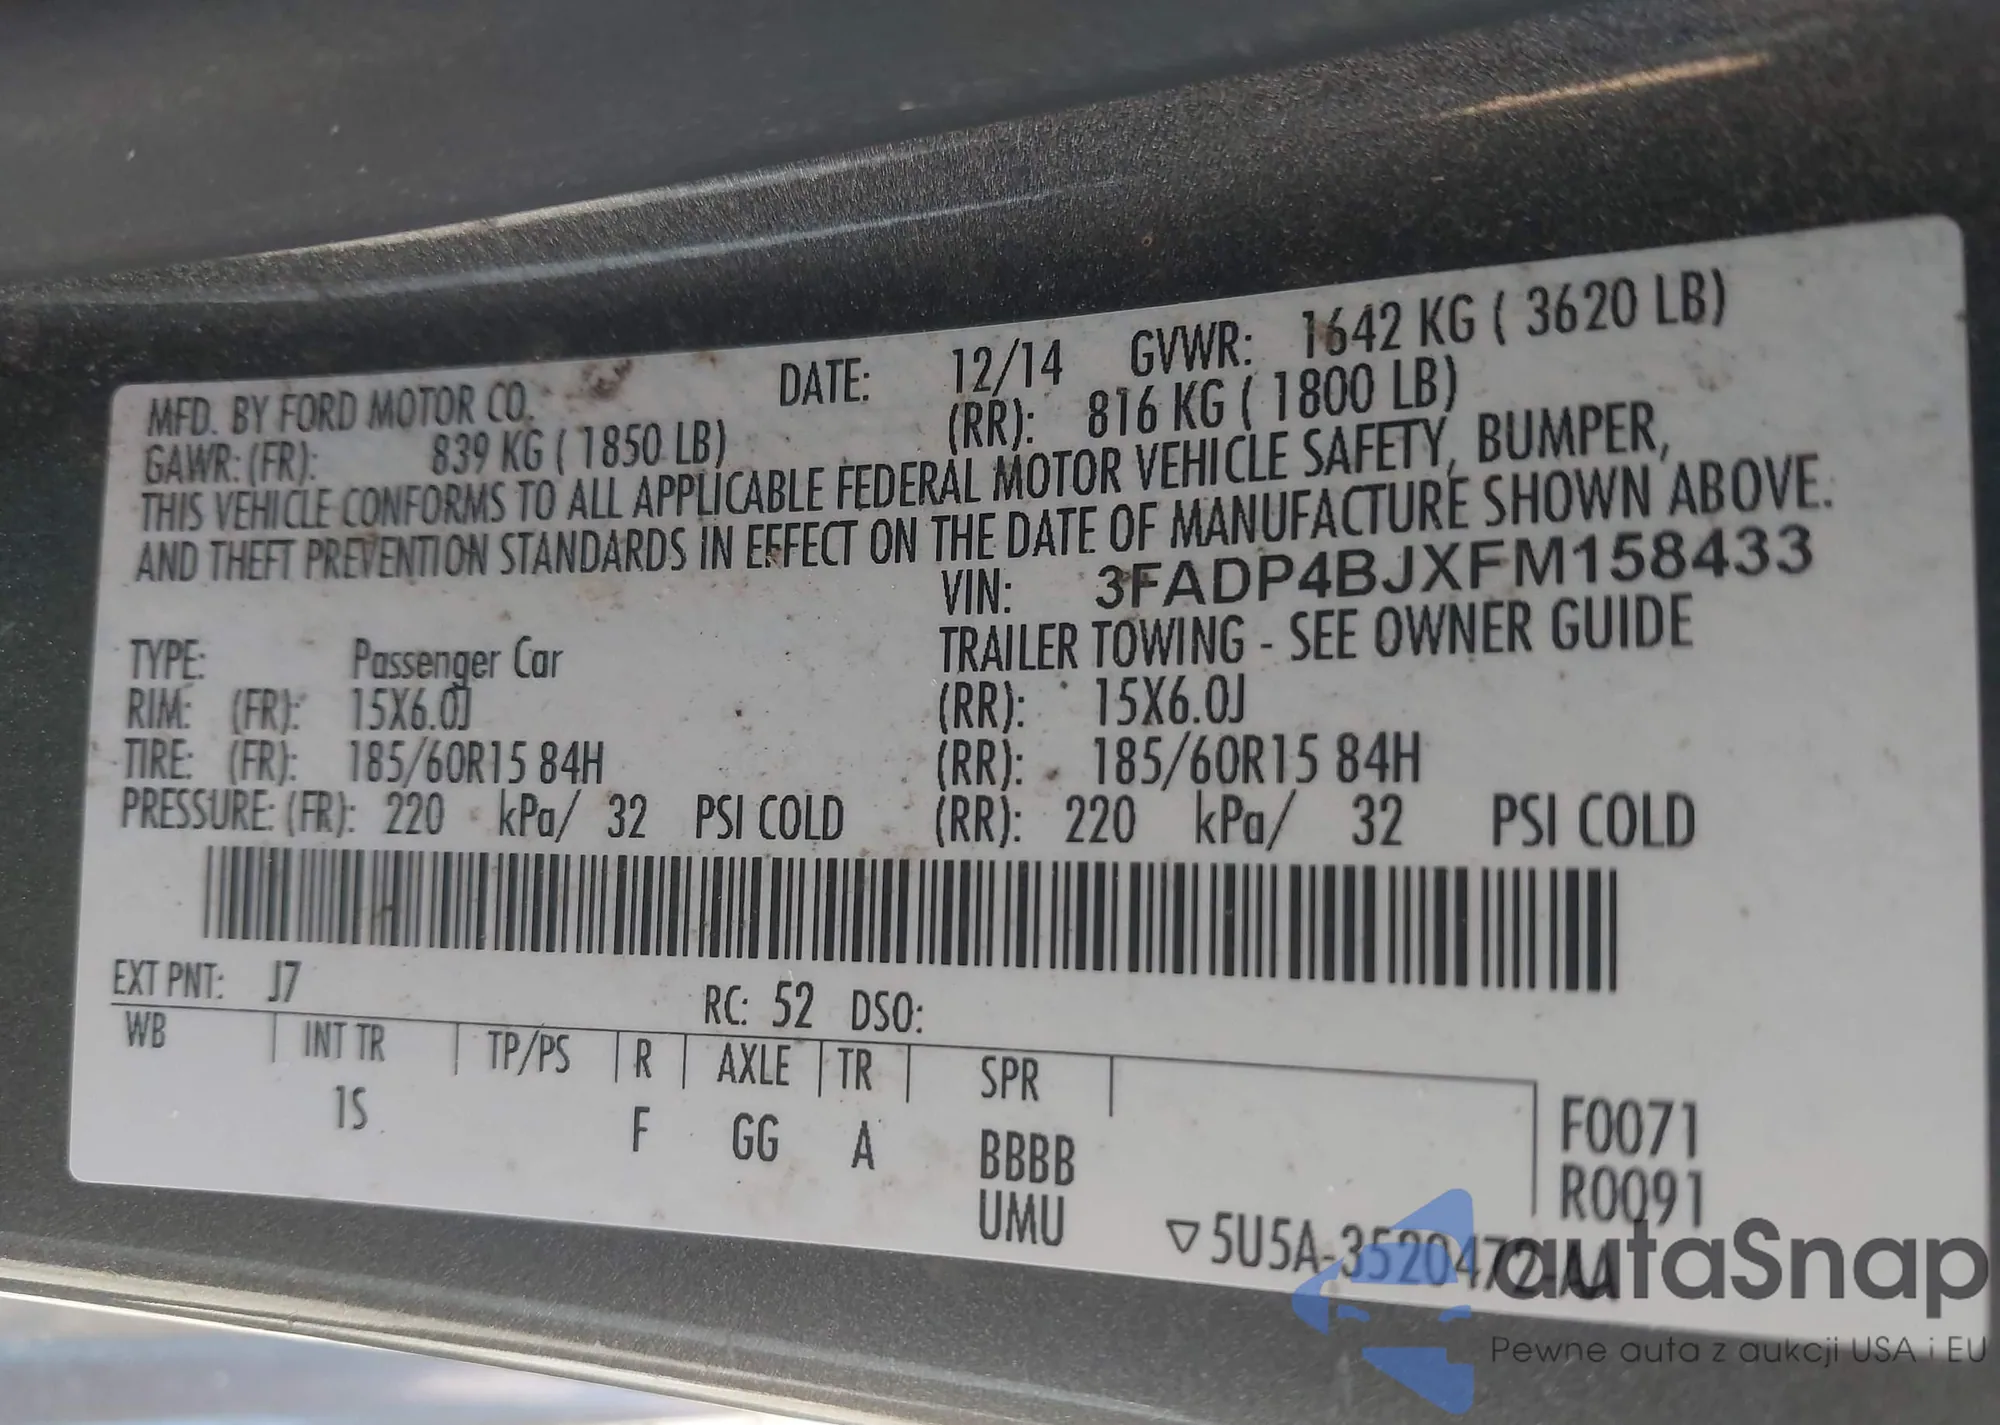 MFD. BY FORD MOTOR CO. DATE: 12/14 GVWR: 1642 KG ( 3620 LB)
GAWR: (FR): 839 KG ( 1850 LB) (RR): 816 KG ( 1800 LB)
THIS VEHICLE CONFORMS TO ALL APPLICABLE FEDERAL MOTOR VEHICLE SAFETY, BUMPER,
AND THEFT PREVENTION STANDARDS IN EFFECT ON THE DATE OF MANUFACTURE SHOWN ABOVE.
VIN: 3FADP4BJXFM158433
TRAILER TOWING - SEE OWNER GUIDE
TYPE: Passenger Car
RIM: (FR): 15X6.0J (RR): 15X6.0J
TIRE: (FR): 185/60R15 84H (RR): 185/60R15 84H
PRESSURE: (FR): 220 kPa/ 32 PSI COLD (RR): 220 kPa/ 32 PSI COLD
EXT PNT: J7 RC: 52 DSO:
WB INT TR TP/PS R AXLE TR SPR
1S F GG A BBBB
UMU
F0071
R0091
▽5U5A-3520472-AA
autaSnap
Pewne auta z aukcji USA i EU